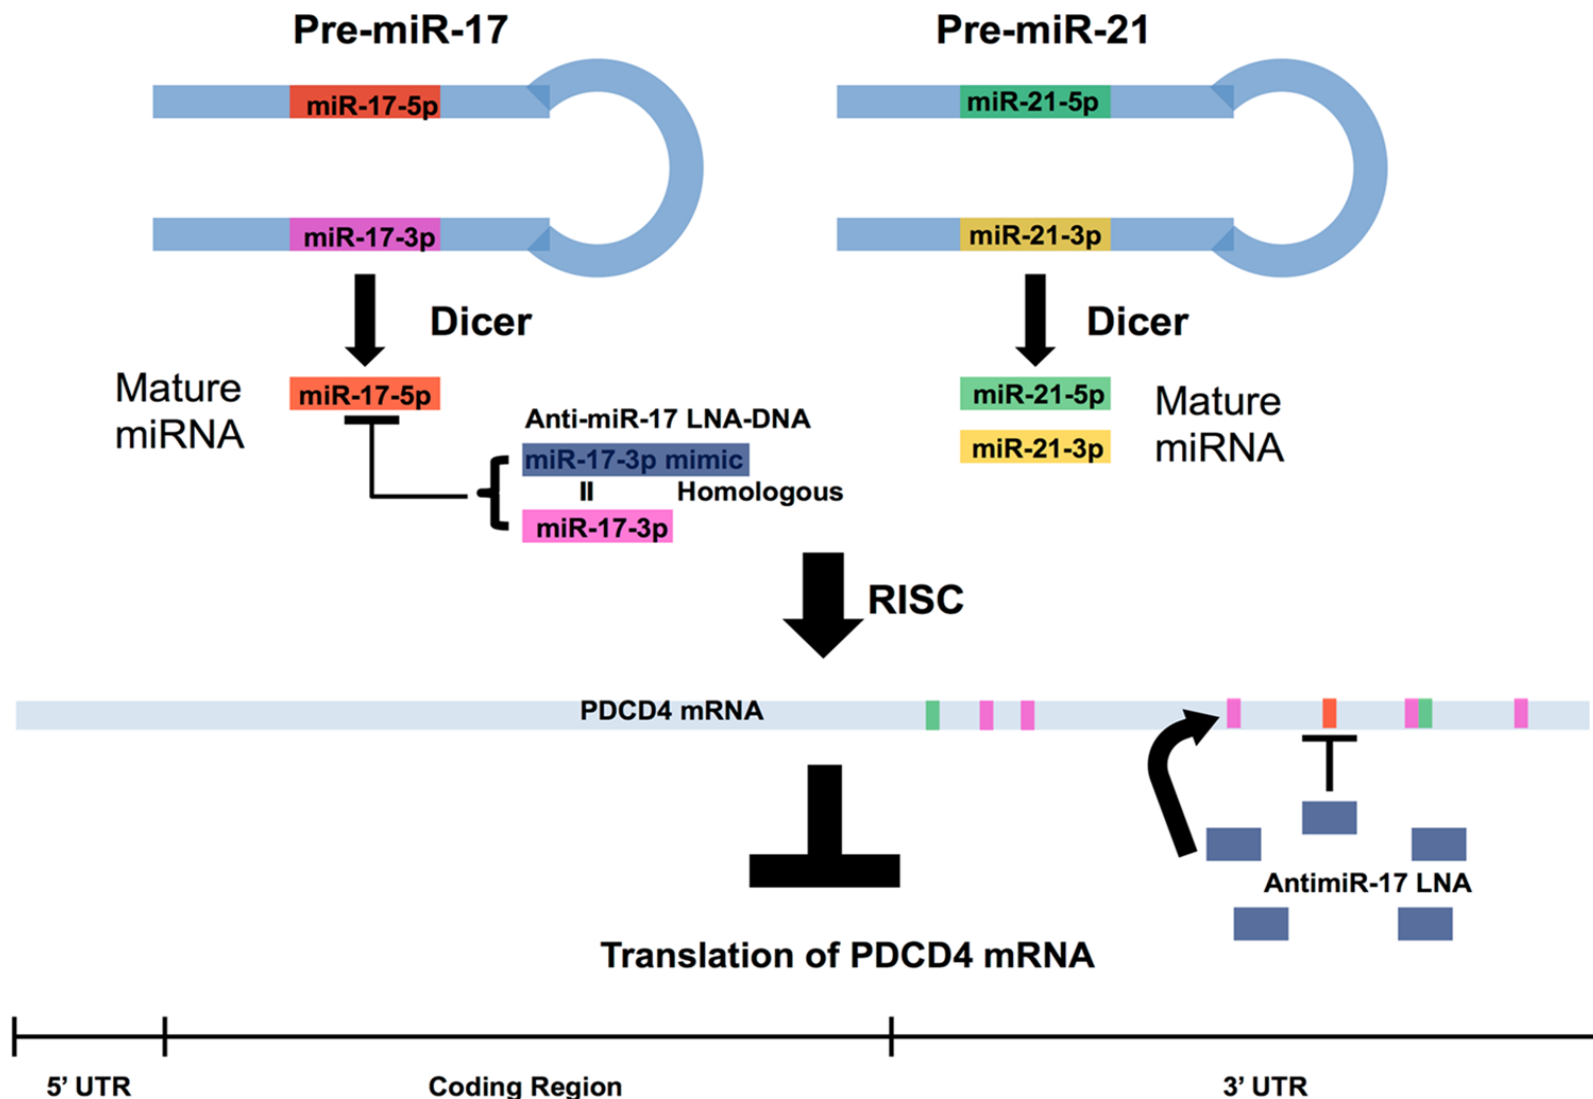 Pre-miR-17
Pre-miR-21
miR-17-5p
miR-21-5p
miR-17-3p
miR-21-3p
Dicer
Dicer
Mature
miRNA
miR-17-5p
miR-21-5p
miR-21-3p
Mature
miRNA
Anti-miR-17 LNA-DNA
miR-17-3p mimic
II Homologous
miR-17-3p
RISC
PDCD4 mRNA
AntimiR-17 LNA
Translation of PDCD4 mRNA
5’ UTR
Coding Region
3’ UTR